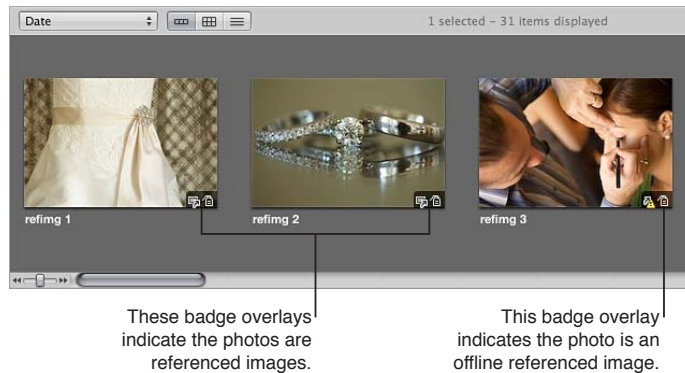 Date
1 selected – 31 items displayed
refimg 1
refimg 2
refimg 3
These badge overlays
indicate the photos are
referenced images.
This badge overlay
indicates the photo is an
offline referenced image.